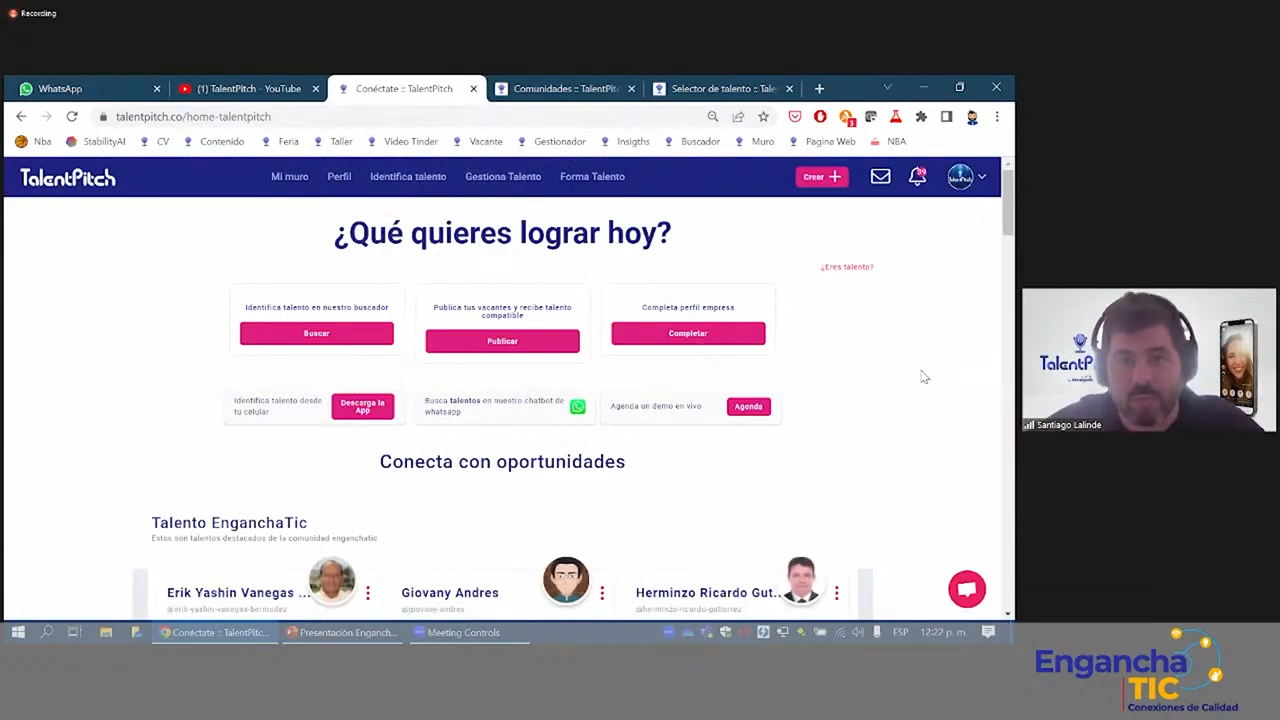 Recording
WhatsApp
(1) TalentPitch - YouTube
Conéctate :: TalentPitch
Comunidades :: TalentPit
Selector de talento :: Tale
talentpitch.co/home-talentpitch
Nba
StabilityAI
CV
Contenido
Feria
Taller
Video Tinder
Vacante
Gestionador
Insigths
Buscador
Muro
Pagina Web
NBA
TalentPitch
Mi muro
Perfil
Identifica talento
Gestiona Talento
Forma Talento
Crear +
¿Qué quieres lograr hoy?
¿Eres talento?
Identifica talento en nuestro buscador
Buscar
Publica tus vacantes y recibe talento
compatible
Publicar
Completa perfil empresa
Completar
Identifica talento desde
tu celular
Descarga la
App
Busca talentos en nuestro chatbot de
whatsapp
Agenda un demo en vivo
Agenda
Conecta con oportunidades
Talento EnganchaTic
Estos son talentos destacados de la comunidad enganchatic
Erik Yashin Vanegas ...
@erik-yashin-vanegas-bermudez
Giovany Andres
@giovany-andres
Herminzo Ricardo Gut...
@herminzo-ricardo-gutierrez
TalentP
Santiago Lalinde
Conéctate :: TalentPitc...
Presentación Enganch...
Meeting Controls
ESP
12:22 p. m.
Engancha
TIC
Conexiones de Calidad